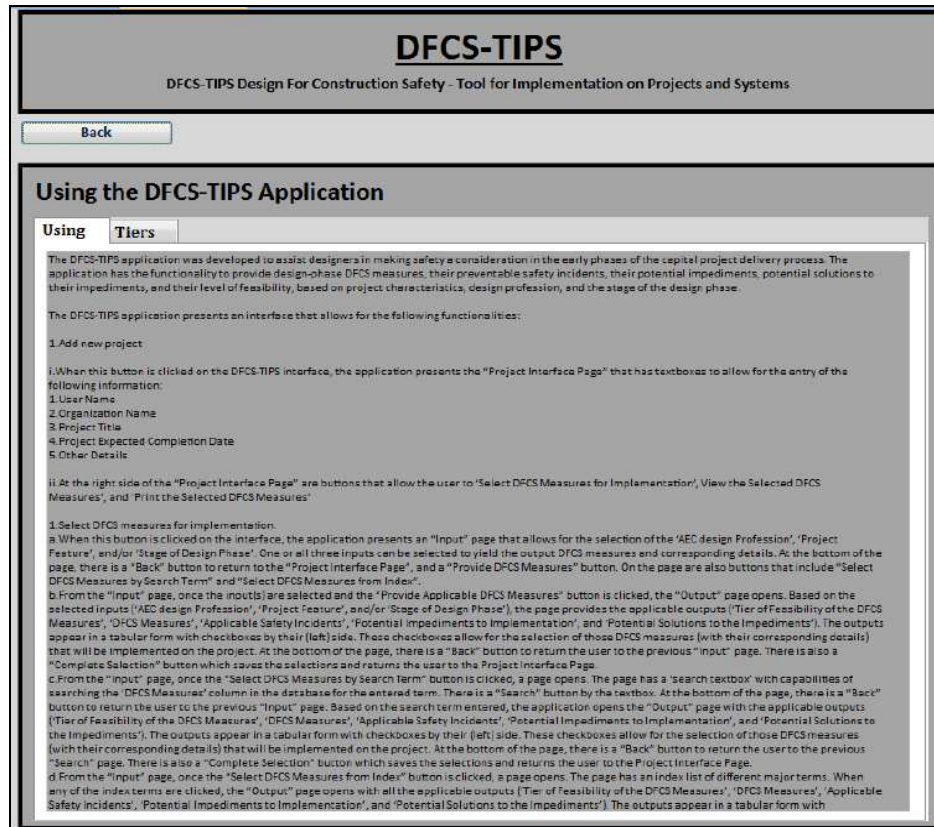 DFCS-TIPS
DFCS-TIPS Design For Construction Safety - Tool for Implementation on Projects and Systems
Back
Using the DFCS-TIPS Application
Using Tiers
The DFCS-TIPS application was developed to assist designers in making safety a consideration in the early phases of the capital project delivery process. The
application has the functionality to provide design-phase DFCS measures, their preventable safety incidents, their potential impediments, potential solutions to
their impediments, and their level of feasibility, based on project characteristics, design profession, and the stage of the design phase.
The DFCS-TIPS application presents an interface that allows for the following functionalities:
1.Add new project
i.When this button is clicked on the DFCS-TIPS interface, the application presents the “Project Interface Page” that has textboxes to allow for the entry of the
following information:
1.User Name
2.Organization Name
3.Project Title
4.Project Expected Completion Date
5.Other Details
ii.At the right side of the “Project Interface Page” are buttons that allow the user to ‘Select DFCS Measures for Implementation’, View the Selected DFCS
Measures’, and ‘Print the Selected DFCS Measures’
1.Select DFCS measures for implementation.
a.When this button is clicked on the interface, the application presents an “Input” page that allows for the selection of the ‘AEC design Profession’, ‘Project
Feature’, and/or ‘Stage of Design Phase’. One or all three inputs can be selected to yield the output DFCS measures and corresponding details. At the bottom of the
page, there is a “Back” button to return to the “Project Interface Page”, and a “Provide DFCS Measures” button. On the page are also buttons that include “Select
DFCS Measures by Search Term” and “Select DFCS Measures from Index”.
b.From the “Input” page, once the input(s) are selected and the “Provide Applicable DFCS Measures” button is clicked, the “Output” page opens. Based on the
selected inputs (‘AEC design Profession’, ‘Project Feature’, and/or ‘Stage of Design Phase’), the page provides the applicable outputs (‘Tier of Feasibility of the DFCS
Measures’, ‘DFCS Measures’, ‘Applicable Safety Incidents’, ‘Potential Impediments to Implementation’, and ‘Potential Solutions to the Impediments’). The outputs
appear in a tabular form with checkboxes by their (left) side. These checkboxes allow for the selection of those DFCS measures (with their corresponding details)
that will be implemented on the project. At the bottom of the page, there is a “Back” button to return the user to the previous “Input” page. There is also a
“Complete Selection” button which saves the selections and returns the user to the Project Interface Page.
c.From the “Input” page, once the “Select DFCS Measures by Search Term” button is clicked, a page opens. The page has a ‘search textbox’ with capabilities of
searching the ‘DFCS Measures’ column in the database for the entered term. There is a “Search” button by the textbox. At the bottom of the page, there is a “Back”
button to return the user to the previous “Input” page. Based on the search term entered, the application opens the “Output” page with the applicable outputs
(‘Tier of Feasibility of the DFCS Measures’, ‘DFCS Measures’, ‘Applicable Safety Incidents’, ‘Potential Impediments to Implementation’, and ‘Potential Solutions to
the Impediments’). The outputs appear in a tabular form with checkboxes by their (left) side. These checkboxes allow for the selection of those DFCS measures
(with their corresponding details) that will be implemented on the project. At the bottom of the page, there is a “Back” button to return the user to the previous
“Search” page. There is also a “Complete Selection” button which saves the selections and returns the user to the Project Interface Page.
d.From the “Input” page, once the “Select DFCS Measures from Index” button is clicked, a page opens. The page has an index list of different major terms. When
any of the index terms are clicked, the “Output” page opens with all the applicable outputs (‘Tier of Feasibility of the DFCS Measures’, ‘DFCS Measures’, ‘Applicable
Safety Incidents’, ‘Potential Impediments to Implementation’, and ‘Potential Solutions to the Impediments’). The outputs appear in a tabular form with